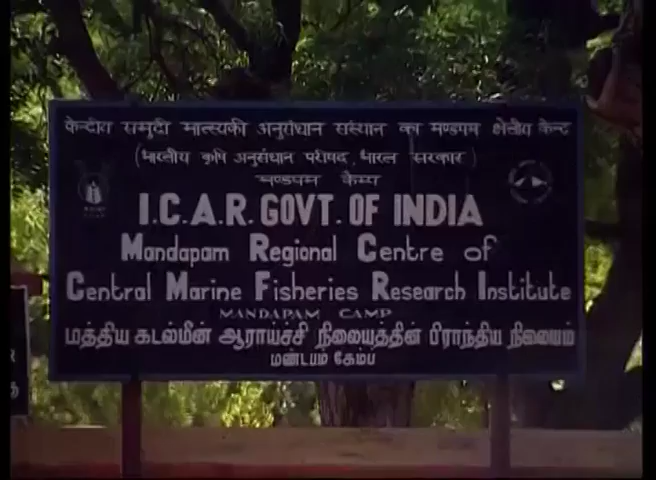 केन्दीय समुद्री मात्स्यकी अनुसंधान संस्थान का मण्डपम क्षेत्रीय केन्द्र
(भारतीय कृषि अनुसंधान परीषद, भारत सरकार)
मण्डपम कैम्प
I.C.A.R. GOVT. OF INDIA
Mandapam Regional Centre of
Central Marine Fisheries Research Institute
MANDAPAM CAMP
மத்திய கடல்மீன் ஆராய்ச்சி நிலையத்தின் பிராந்திய நிலையம்
மண்டபம் கேம்ப்